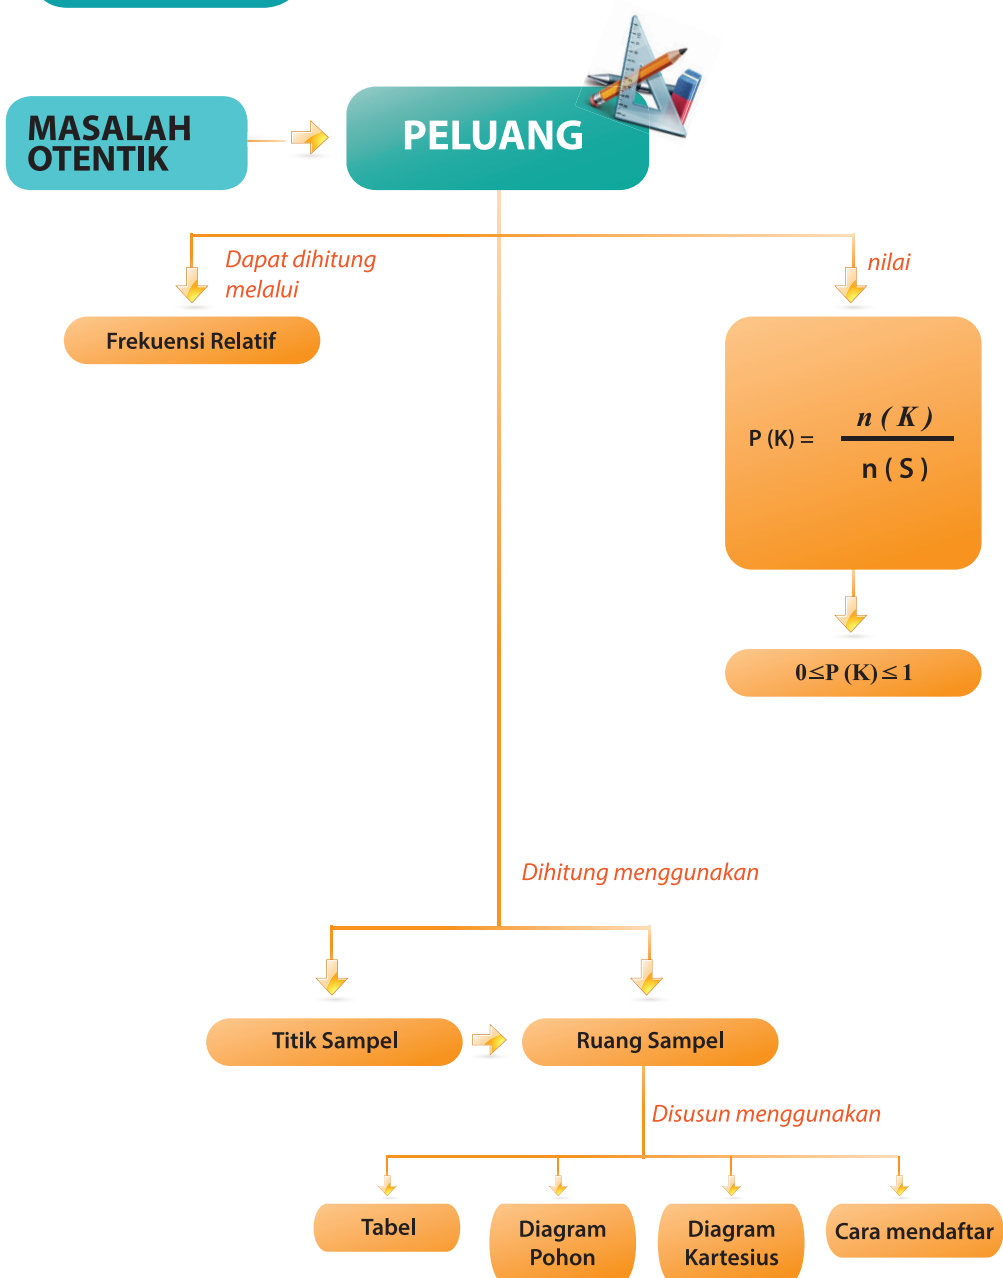 MASALAH
OTENTIK
PELUANG
Dapat dihitung
melalui
nilai
Frekuensi Relatif
P (K) = n ( K )
n ( S )
0≤P (K) ≤ 1
Dihitung menggunakan
Titik Sampel
Ruang Sampel
Disusun menggunakan
Tabel
Diagram
Pohon
Diagram
Kartesius
Cara mendaftar